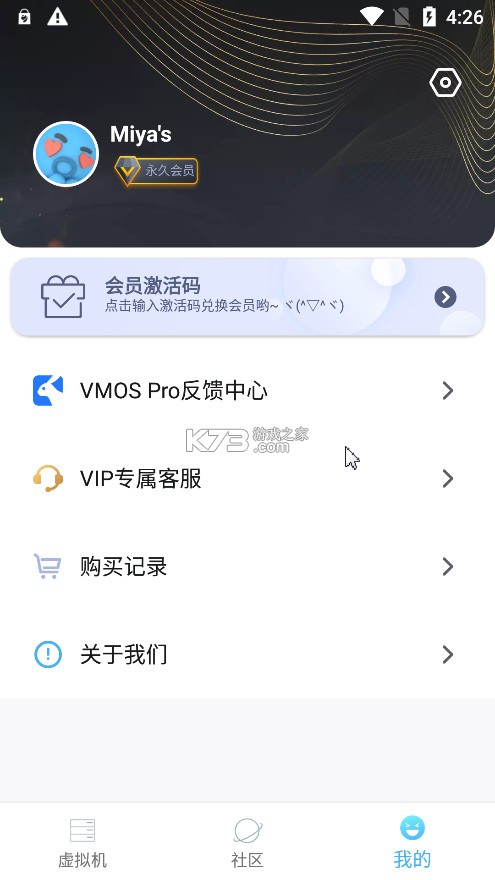 4:26
Miya's
永久会员
会员激活码
点击输入激活码兑换会员哟~ヾ(^▽^ヾ)
VMOS Pro反馈中心
K73 游戏之家
.com
VIP专属客服
购买记录
关于我们
虚拟机
社区
我的